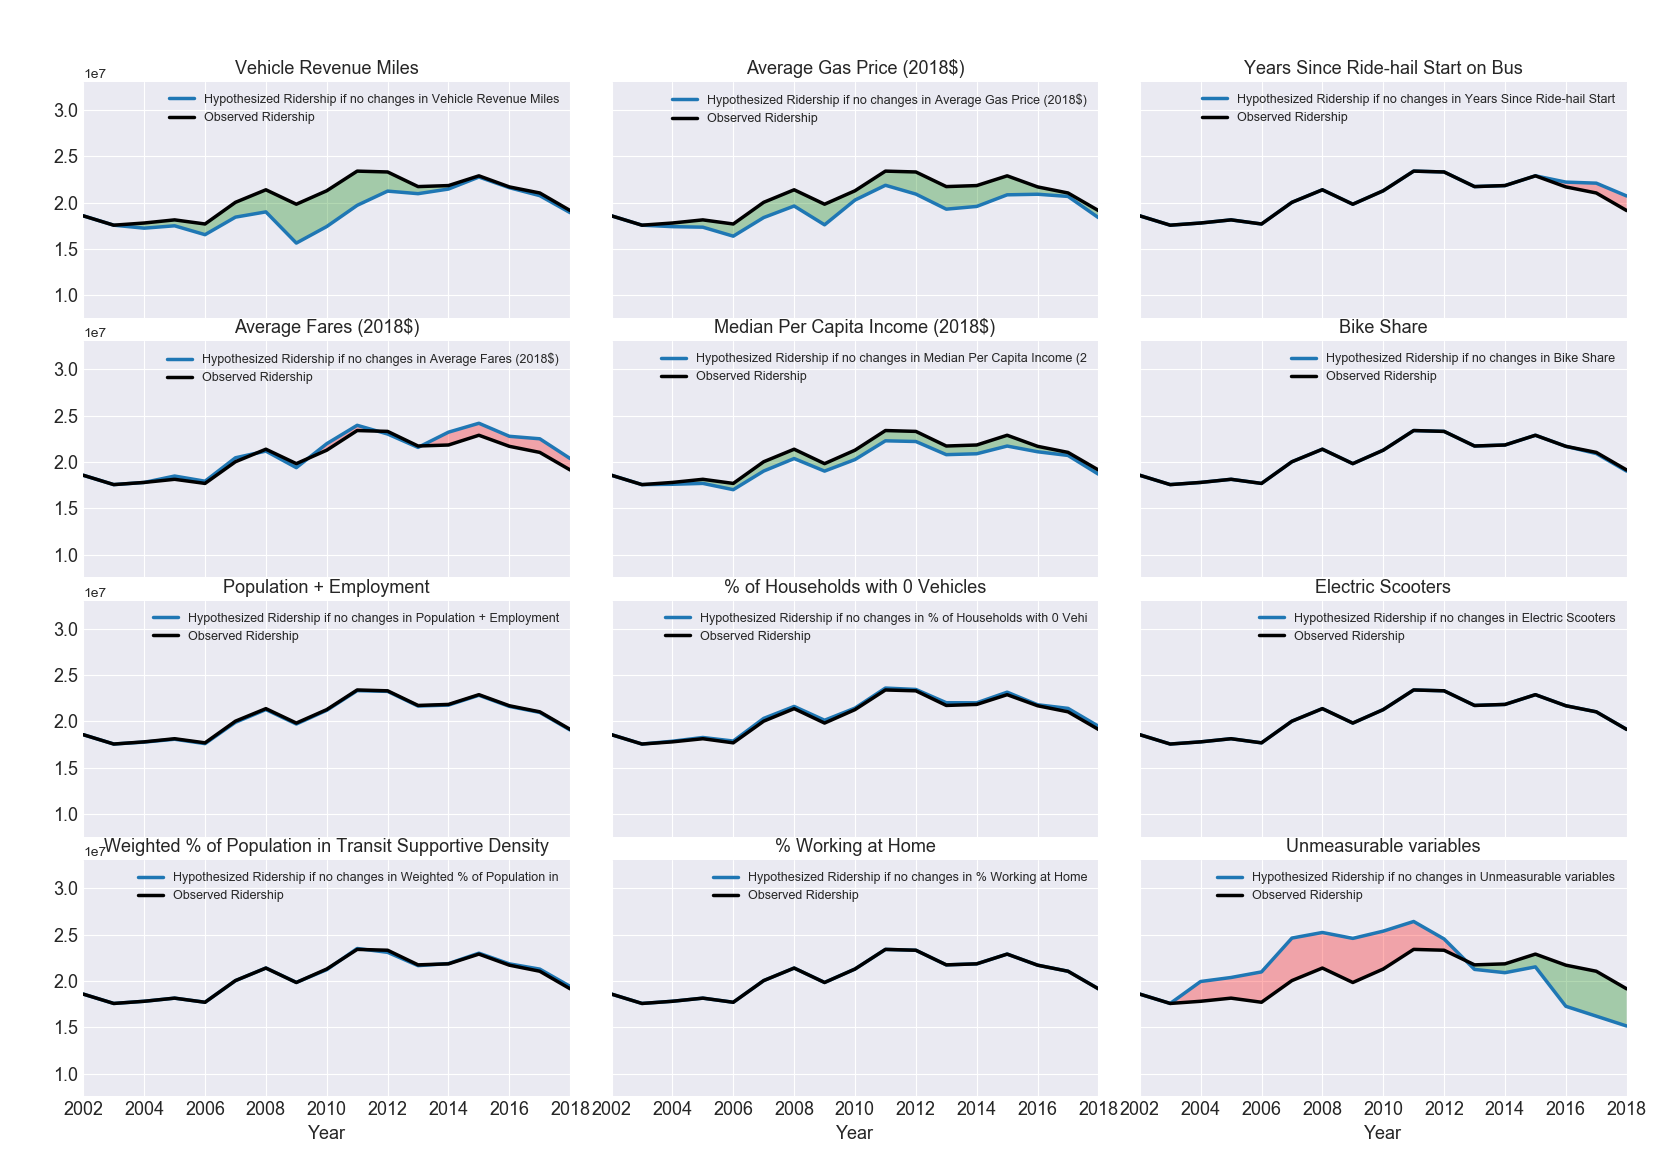 Vehicle Revenue Miles
1e7
Hypothesized Ridership if no changes in Vehicle Revenue Miles
Observed Ridership
3.0
2.5
2.0
1.5
1.0
Average Gas Price (2018$)
Hypothesized Ridership if no changes in Average Gas Price (2018$)
Observed Ridership
Years Since Ride-hail Start on Bus
Hypothesized Ridership if no changes in Years Since Ride-hail Start
Observed Ridership
Average Fares (2018$)
1e7
Hypothesized Ridership if no changes in Average Fares (2018$)
Observed Ridership
3.0
2.5
2.0
1.5
1.0
Median Per Capita Income (2018$)
Hypothesized Ridership if no changes in Median Per Capita Income (2
Observed Ridership
Bike Share
Hypothesized Ridership if no changes in Bike Share
Observed Ridership
Population + Employment
1e7
Hypothesized Ridership if no changes in Population + Employment
Observed Ridership
3.0
2.5
2.0
1.5
1.0
% of Households with 0 Vehicles
Hypothesized Ridership if no changes in % of Households with 0 Vehi
Observed Ridership
Electric Scooters
Hypothesized Ridership if no changes in Electric Scooters
Observed Ridership
Weighted % of Population in Transit Supportive Density
1e7
Hypothesized Ridership if no changes in Weighted % of Population in
Observed Ridership
3.0
2.5
2.0
1.5
1.0
2002 2004 2006 2008 2010 2012 2014 2016 2018
Year
% Working at Home
Hypothesized Ridership if no changes in % Working at Home
Observed Ridership
2002 2004 2006 2008 2010 2012 2014 2016 2018
Year
Unmeasurable variables
Hypothesized Ridership if no changes in Unmeasurable variables
Observed Ridership
2002 2004 2006 2008 2010 2012 2014 2016 2018
Year